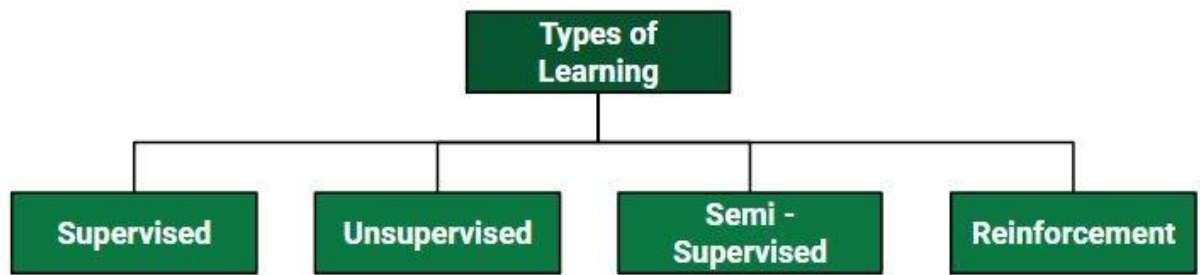 Types of
Learning
Supervised
Unsupervised
Semi -
Supervised
Reinforcement